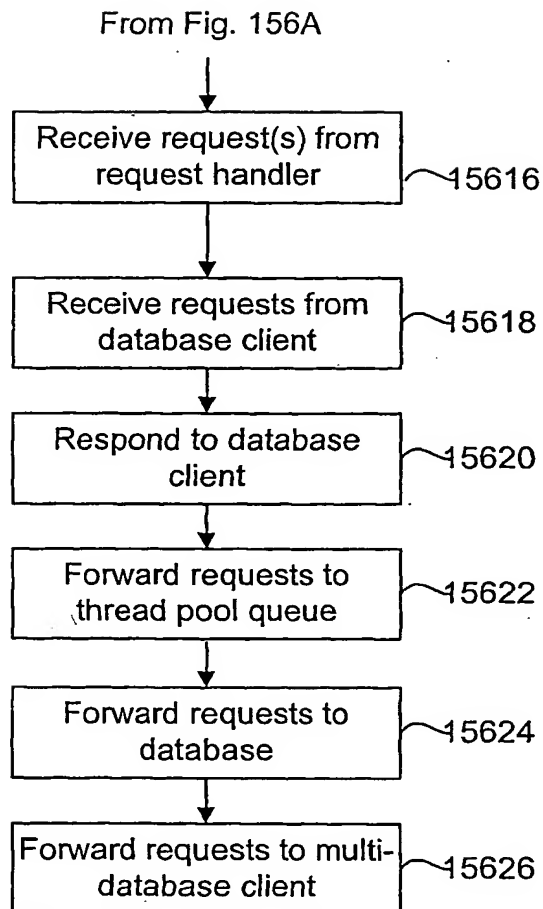 From Fig. 156A
Receive request(s) from
request handler
15616
Receive requests from
database client
15618
Respond to database
client
15620
Forward requests to
thread pool queue
15622
Forward requests to
database
15624
Forward requests to multi-
database client
15626